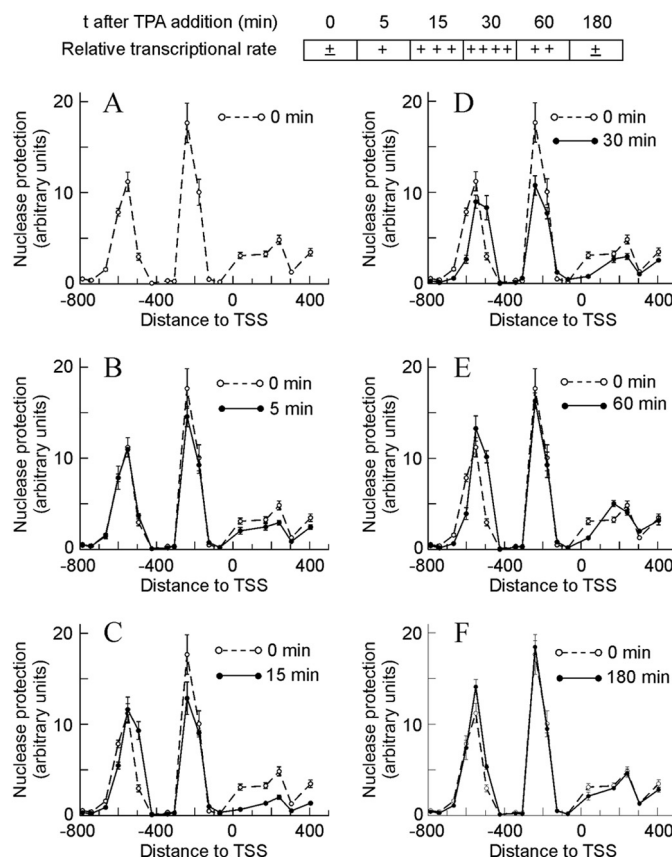 t after TPA addition (min) 0 5 15 30 60 180
Relative transcriptional rate ± + + + + + + + + + + ±
A
20
10
0
-800 -400 0 400
Nuclease protection
(arbitrary units)
Distance to TSS
0 min
D
20
10
0
-800 -400 0 400
Nuclease protection
(arbitrary units)
Distance to TSS
0 min
30 min
B
20
10
0
-800 -400 0 400
Nuclease protection
(arbitrary units)
Distance to TSS
0 min
5 min
E
20
10
0
-800 -400 0 400
Nuclease protection
(arbitrary units)
Distance to TSS
0 min
60 min
C
20
10
0
-800 -400 0 400
Nuclease protection
(arbitrary units)
Distance to TSS
0 min
15 min
F
20
10
0
-800 -400 0 400
Nuclease protection
(arbitrary units)
Distance to TSS
0 min
180 min